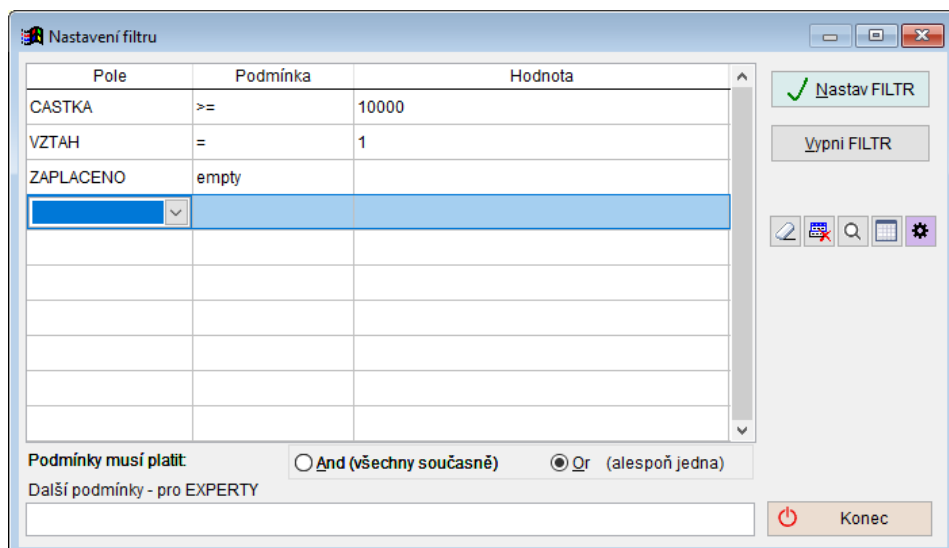 Nastavení filtru
Pole Podmínka Hodnota
CASTKA >= 10000
VZTAH = 1
ZAPLACENO empty
Nastav FILTR
Vypni FILTR
Podmínky musí platit: And (všechny současně) Or (alespoň jedna)
Další podmínky - pro EXPERTY
Konec